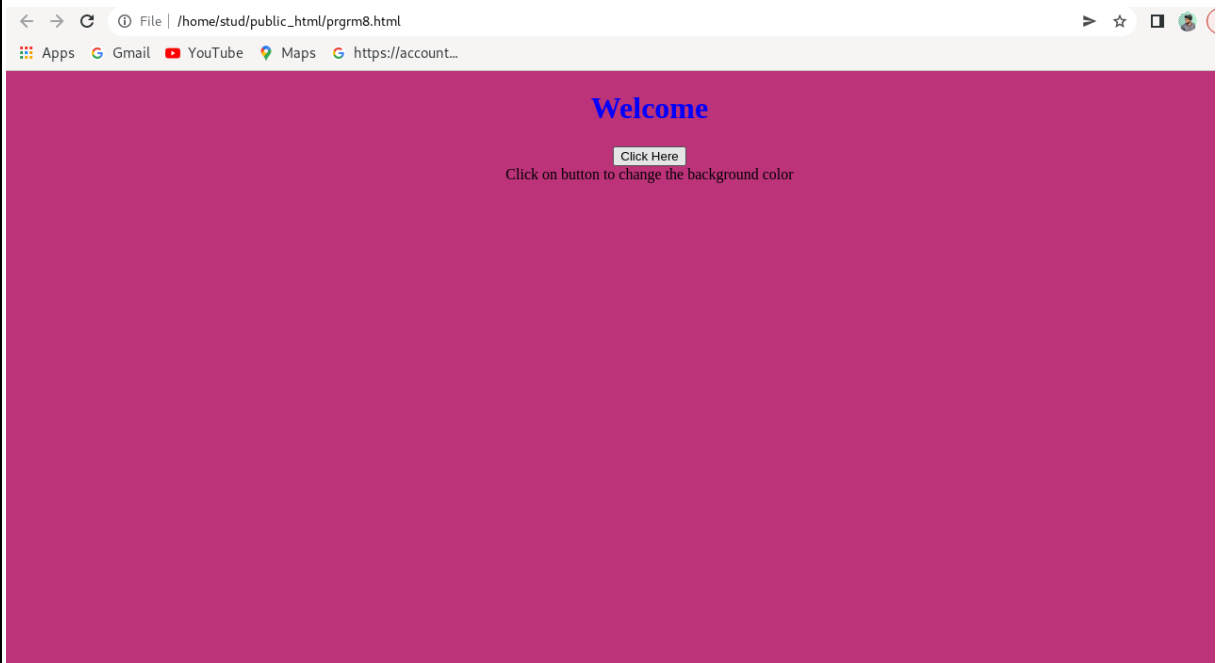 File | /home/stud/public_html/prgrm8.html
Apps Gmail YouTube Maps https://account...
Welcome
Click Here
Click on button to change the background color